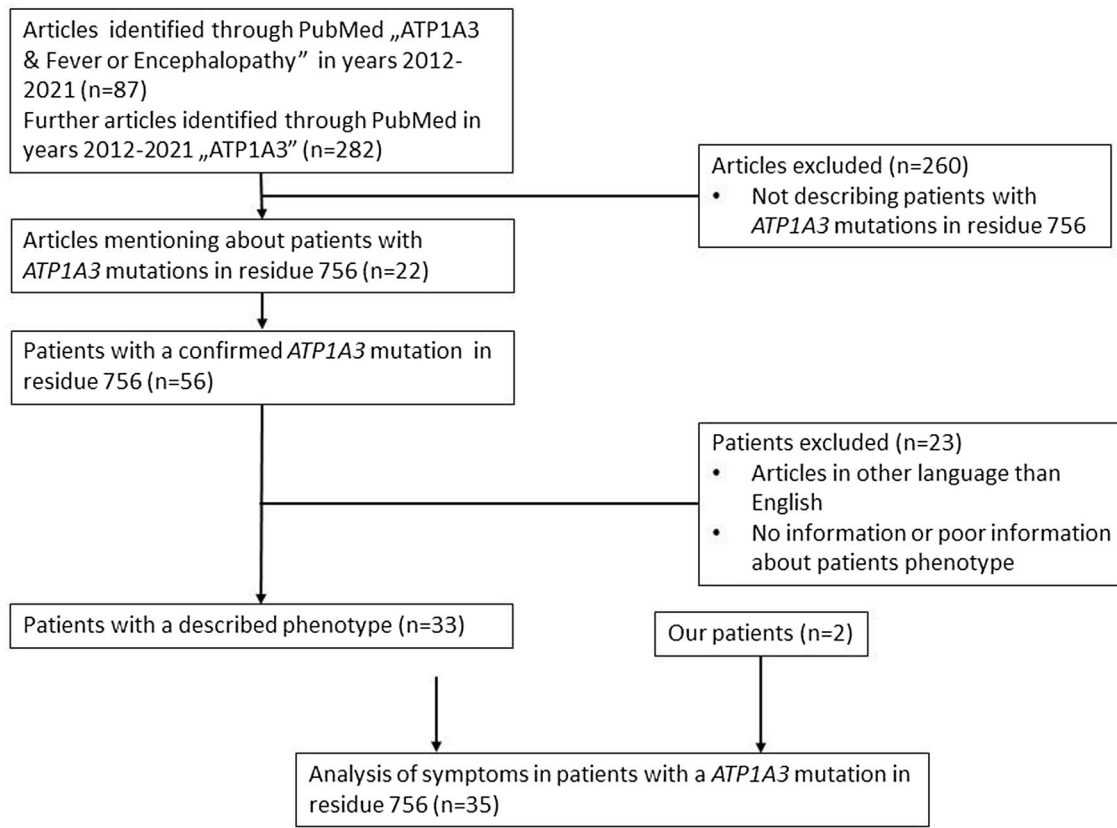 Articles identified through PubMed „ATP1A3
& Fever or Encephalopathy” in years 2012-
2021 (n=87)
Further articles identified through PubMed in
years 2012-2021 „ATP1A3” (n=282)
Articles excluded (n=260)
• Not describing patients with
ATP1A3 mutations in residue 756
Articles mentioning about patients with
ATP1A3 mutations in residue 756 (n=22)
Patients with a confirmed ATP1A3 mutation in
residue 756 (n=56)
Patients excluded (n=23)
• Articles in other language than
English
• No information or poor information
about patients phenotype
Patients with a described phenotype (n=33)
Our patients (n=2)
Analysis of symptoms in patients with a ATP1A3 mutation in
residue 756 (n=35)